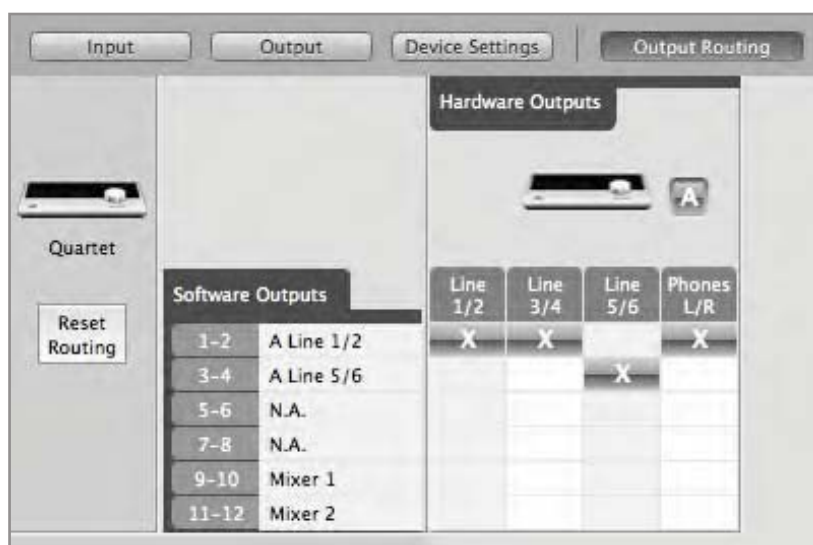 Input Output Device Settings Output Routing
Hardware Outputs
A
Quartet
Reset
Routing
Software Outputs
Line
1/2
Line
3/4
Line
5/6
Phones
L/R
1-2 A Line 1/2 X X X
3-4 A Line 5/6 X
5-6 N.A.
7-8 N.A.
9-10 Mixer 1
11-12 Mixer 2